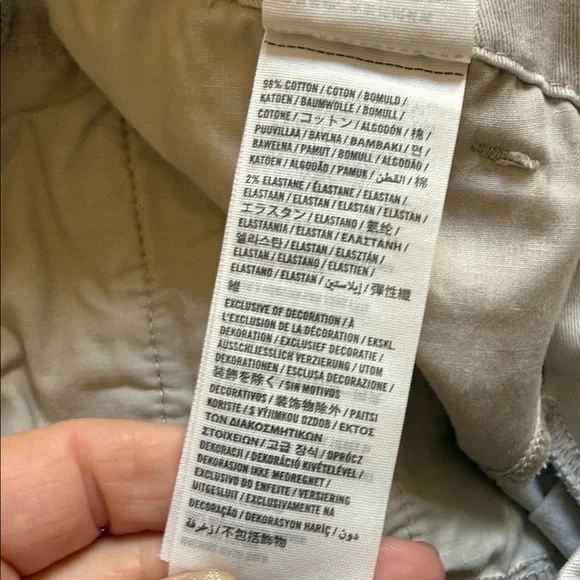 98% COTTON / COTON / BOMULD /
KATOEN / BAUMWOLLE / BOMULL /
COTONE / コットン / ALGODÓN / 棉 /
PUUVILLAA / BAVLNA / BAMBAKI / 면 /
BAWEŁNA / PAMUT / BOMULL / ALGODÃO /
KATOEN / ALGODÃO / PAMUK / القطن / 棉
2% ELASTANE / ÉLASTANE / ELASTAN /
ELASTAAN / ELASTAN / ELASTAN / ELASTAN /
エラスタン / ELASTANO / 氨纶 /
ELASTAANIA / ELASTAN / ΕΛΑΣΤΑΝΗ /
엘라스탄 / ELASTAN / ELASZTÁN /
ELASTAN / ELASTANO / ELASTIEN /
ELASTANO / ELASTAN / إيلاستين / 彈性纖
維
EXCLUSIVE OF DECORATION / À
L'EXCLUSION DE LA DÉCORATION / EKSKL.
DEKORATION / EXCLUSIEF DECORATIE /
AUSSCHLIESSLICH VERZIERUNG / UTOM
DEKORATIONEN / ESCLUSA DECORAZIONE /
装飾を除く / SIN MOTIVOS
DECORATIVOS / 装饰物除外 / PAITSI
KORISTE / S VÝJIMKOU OZDOB / ΕΚΤΟΣ
ΤΩΝ ΔΙΑΚΟΣΜΗΤΙΚΩΝ
ΣΤΟΙΧΕΙΩΝ / 고급 장식 / OPRÓCZ
DEKORACJI / DEKORÁCIÓ KIVÉTELÉVEL /
DEKORASJON IKKE MEDREGNET /
EXCLUSIVO DO ENFEITE / VERSIERING
UITGESLUIT / EXCLUSIVAMENTE NA
DECORAÇÃO / DEKORASYON HARİÇ / دون
زخرفة / 不包括飾物